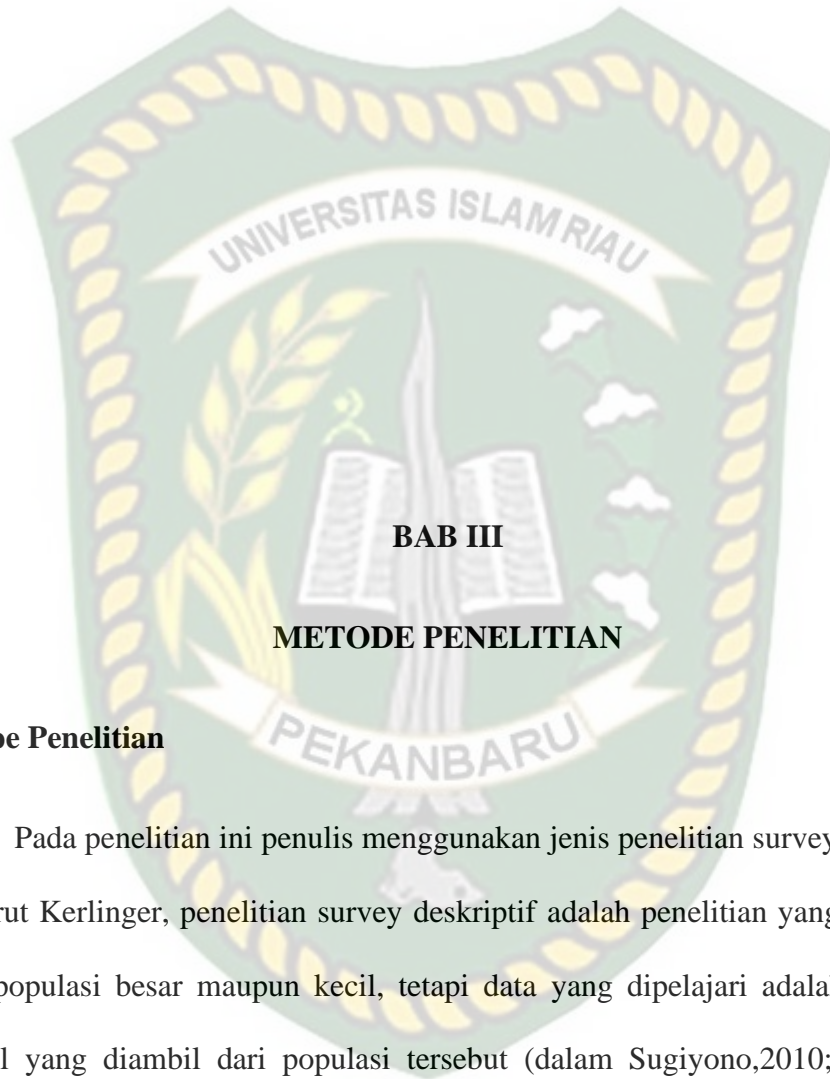 UNIVERSITAS ISLAM RIAU
BAB III
METODE PENELITIAN
pe Penelitian
PEKANBARU
Pada penelitian ini penulis menggunakan jenis penelitian survey
rut Kerlinger, penelitian survey deskriptif adalah penelitian yang
populasi besar maupun kecil, tetapi data yang dipelajari adala
l yang diambil dari populasi tersebut (dalam Sugiyono,2010;